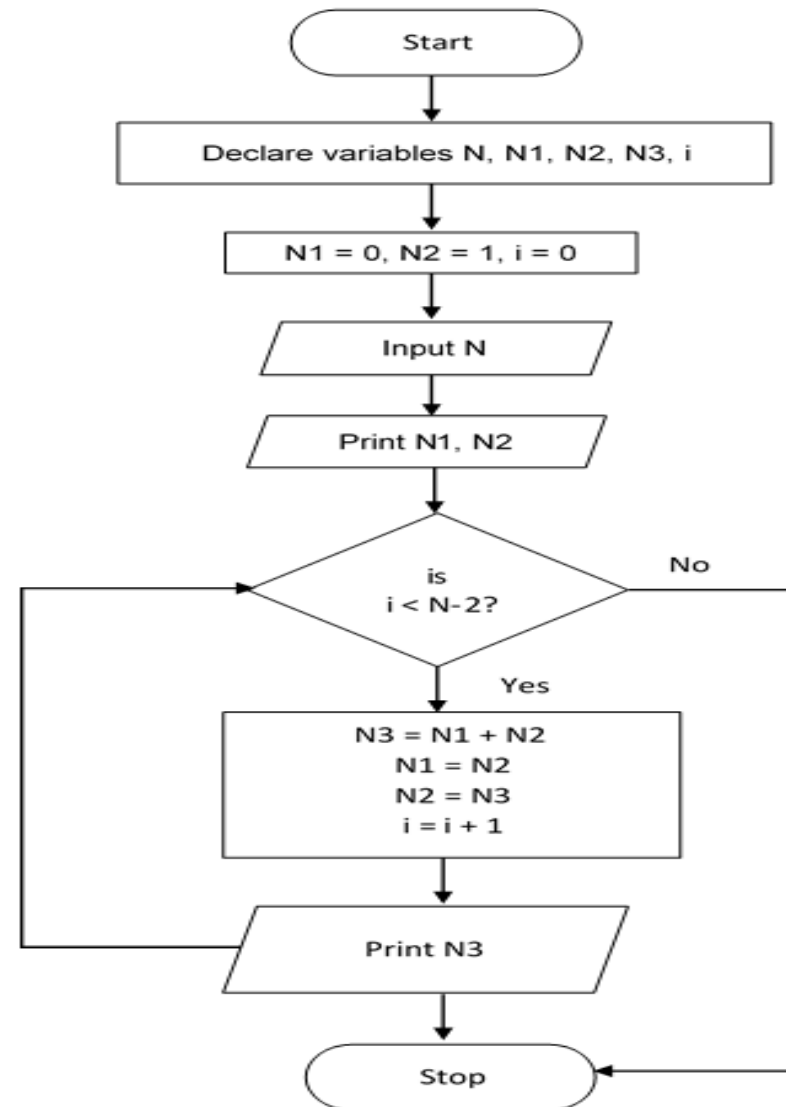 Start
Declare variables N, N1, N2, N3, i
N1 = 0, N2 = 1, i = 0
Input N
Print N1, N2
is
i < N-2?
No
Yes
N3 = N1 + N2
N1 = N2
N2 = N3
i = i + 1
Print N3
Stop